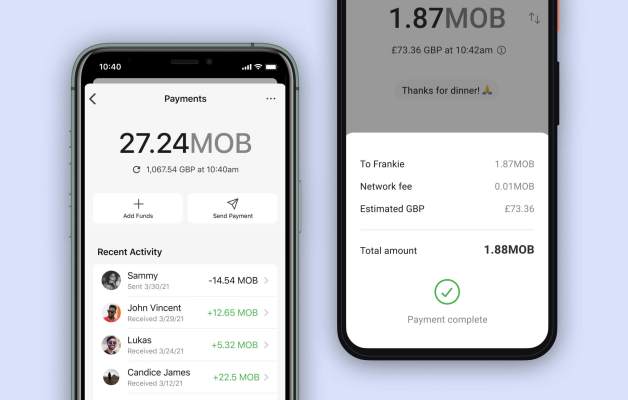 10:40
Payments
27.24MOB
1,067.54 GBP at 10:40am
Add Funds
Send Payment
Recent Activity
Sammy
Sent 3/30/21
-14.54 MOB
John Vincent
Received 3/29/21
+12.65 MOB
Lukas
Received 3/24/21
+5.32 MOB
Candice James
Received 3/12/21
+22.5 MOB
1.87MOB
£73.36 GBP at 10:42am
Thanks for dinner! 🙏
To Frankie
1.87MOB
Network fee
0.01MOB
Estimated GBP
£73.36
Total amount
1.88MOB
Payment complete